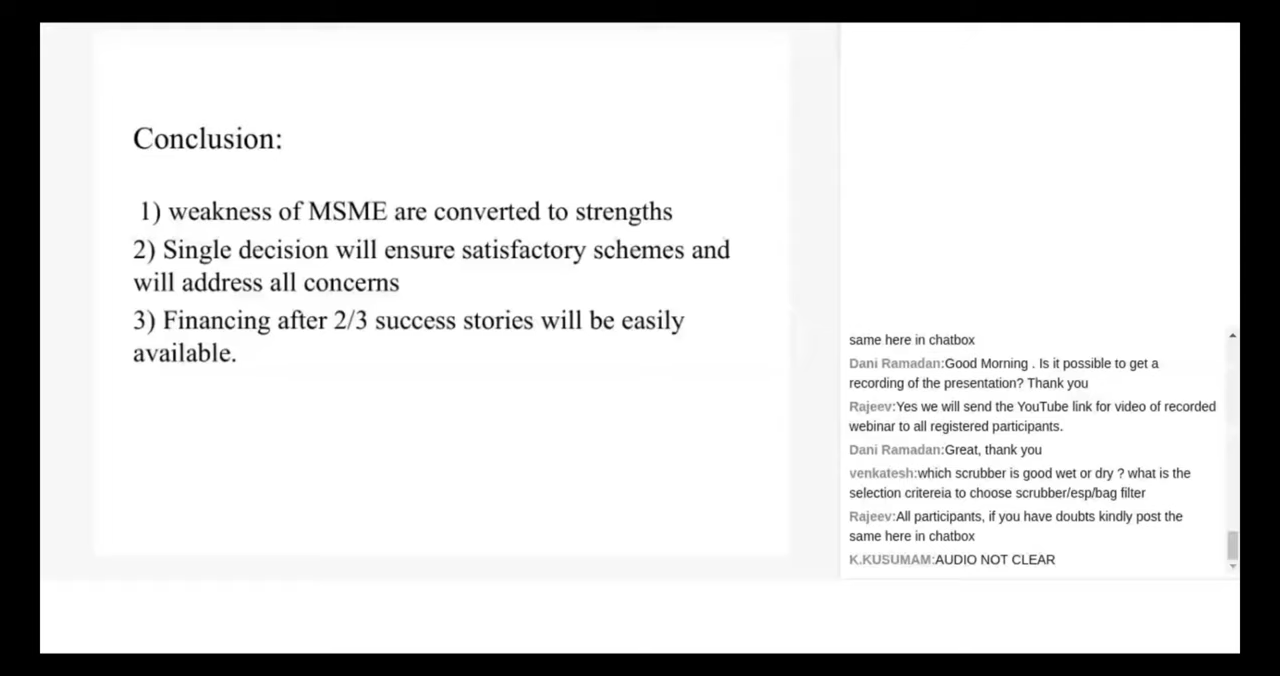 Conclusion:
1) weakness of MSME are converted to strengths
2) Single decision will ensure satisfactory schemes and
will address all concerns
3) Financing after 2/3 success stories will be easily
available.
same here in chatbox
Dani Ramadan:Good Morning . Is it possible to get a
recording of the presentation? Thank you
Rajeev:Yes we will send the YouTube link for video of recorded
webinar to all registered participants.
Dani Ramadan:Great, thank you
venkatesh:which scrubber is good wet or dry ? what is the
selection critereia to choose scrubber/esp/bag filter
Rajeev:All participants, if you have doubts kindly post the
same here in chatbox
K.KUSUMAM:AUDIO NOT CLEAR